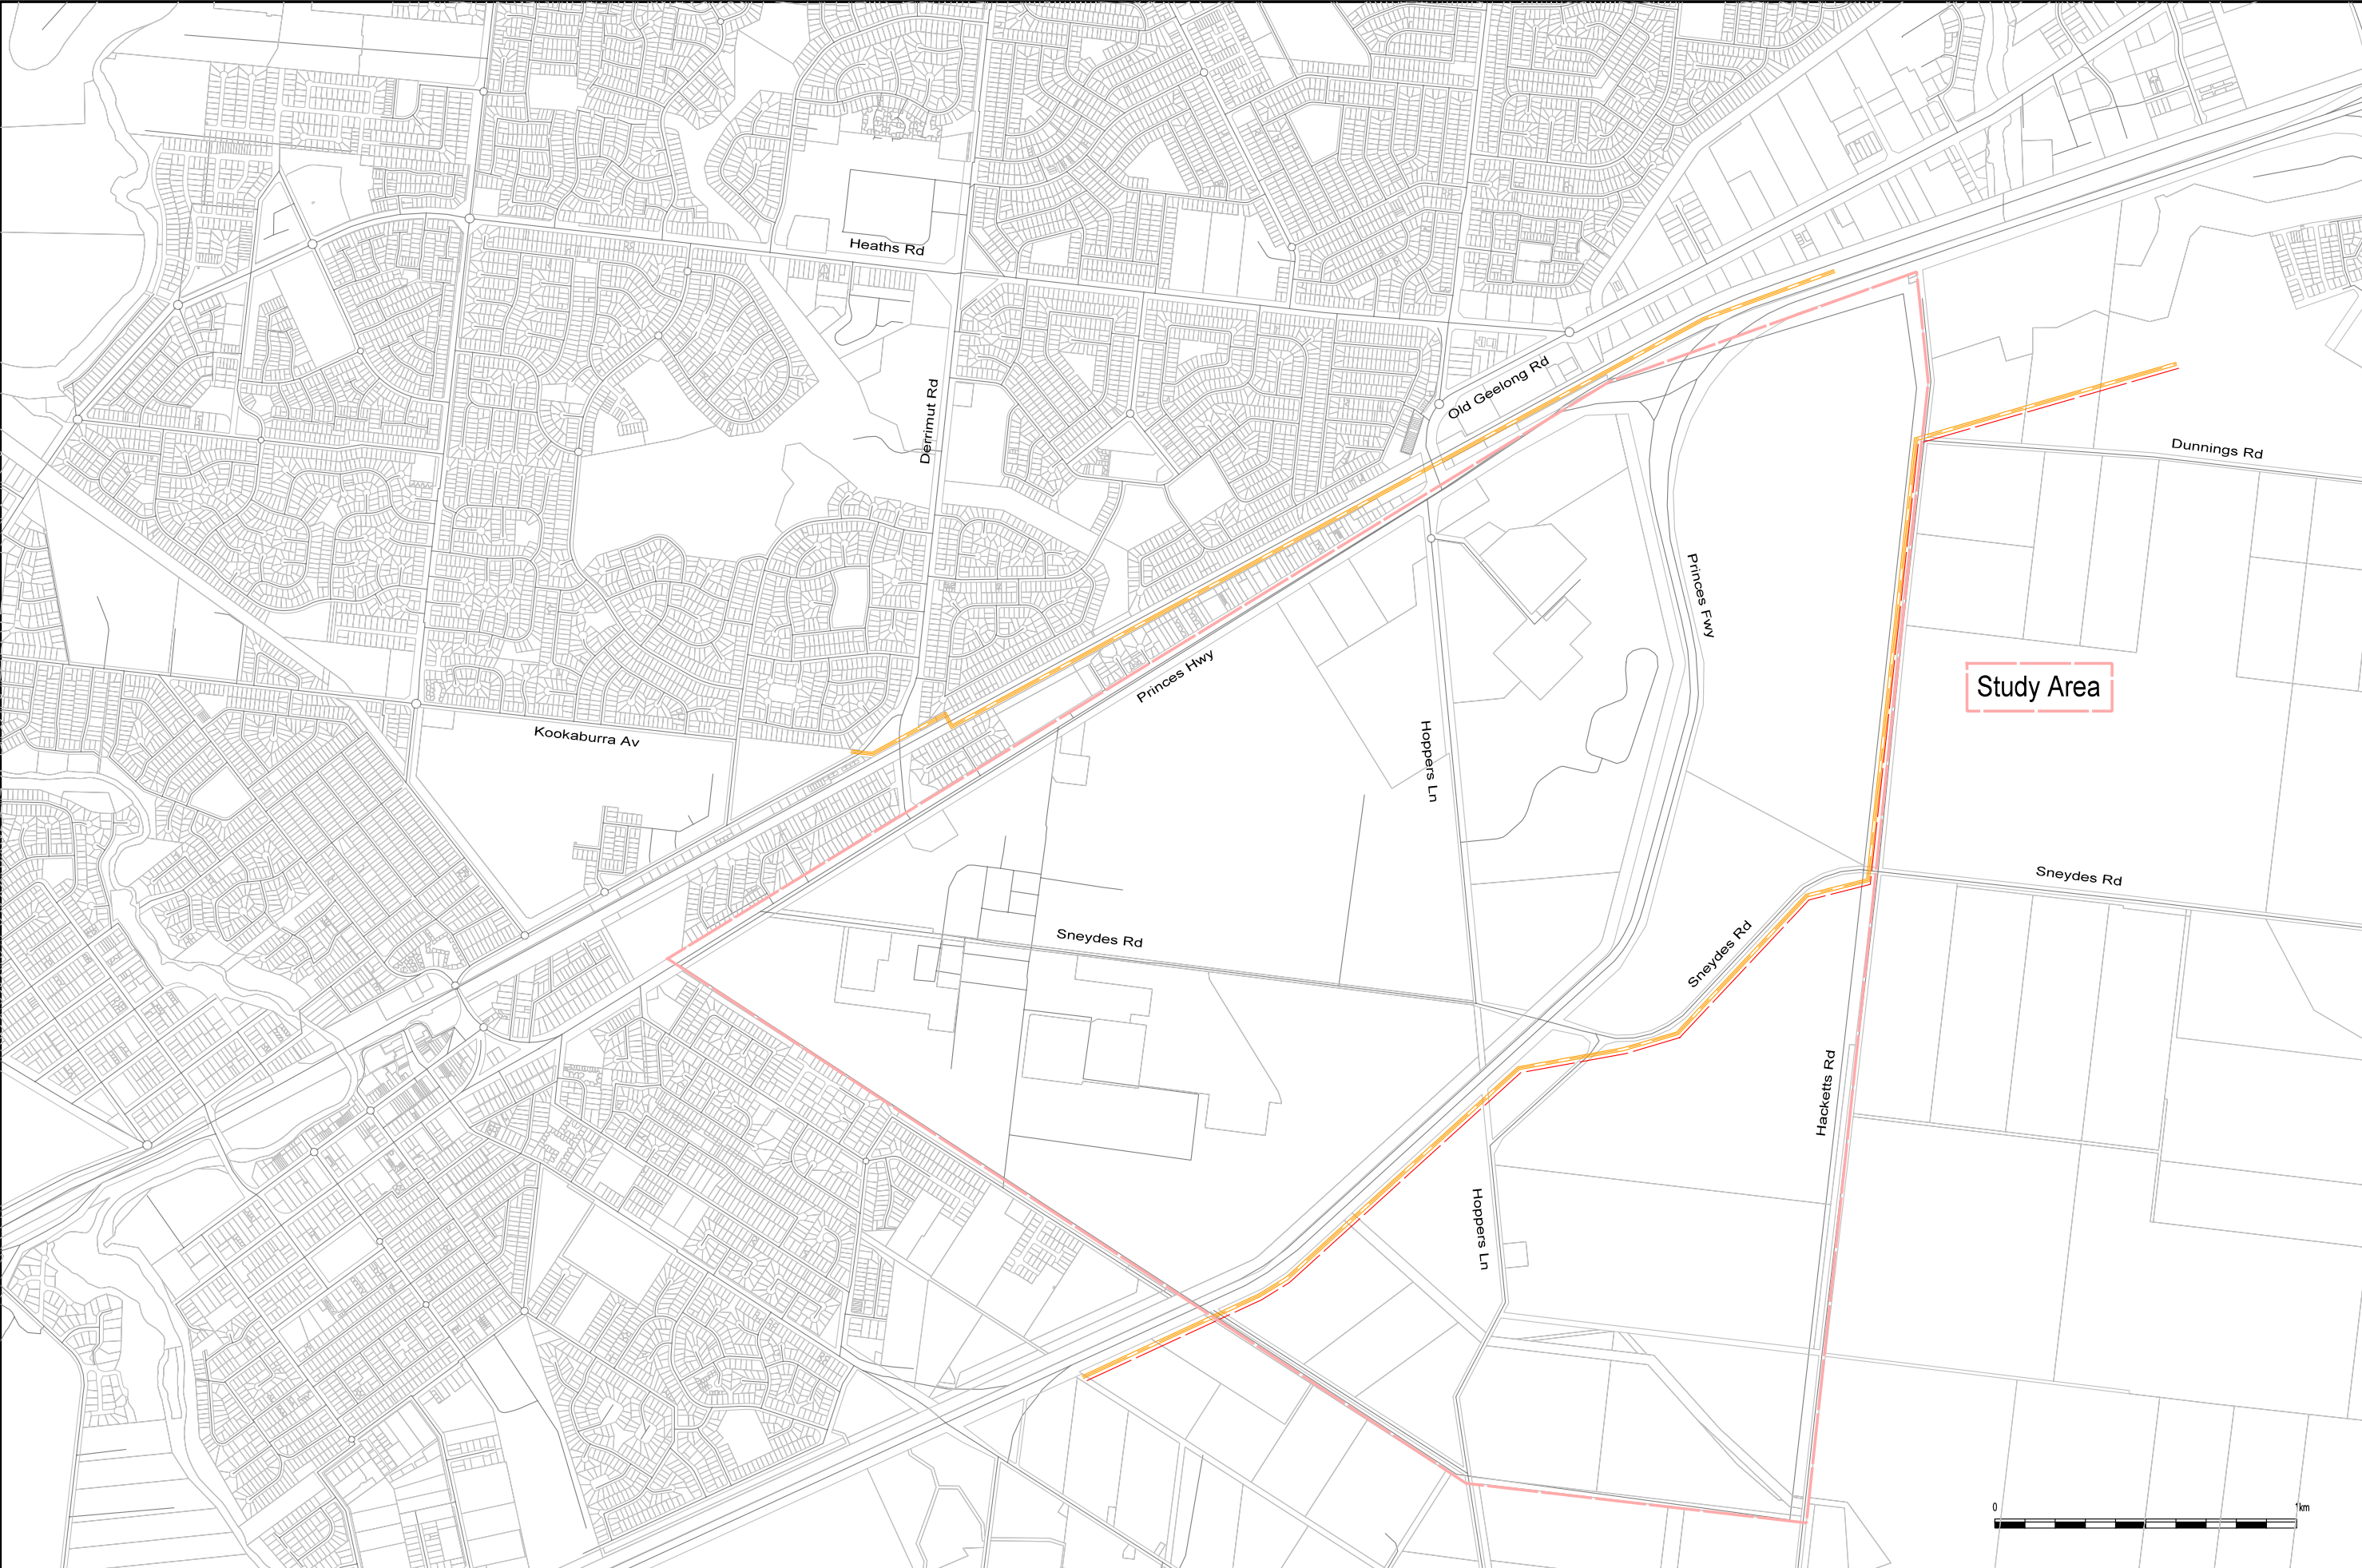 Heaths Rd
Old Geelong Rd
Derrimut Rd
Dunnings Rd
Princes Fwy
Princes Hwy
Study Area
Kookaburra Av
Hoppers Ln
Sneydes Rd
Sneydes Rd
Sneydes Rd
Hacketts Rd
Hoppers Ln
0 1km